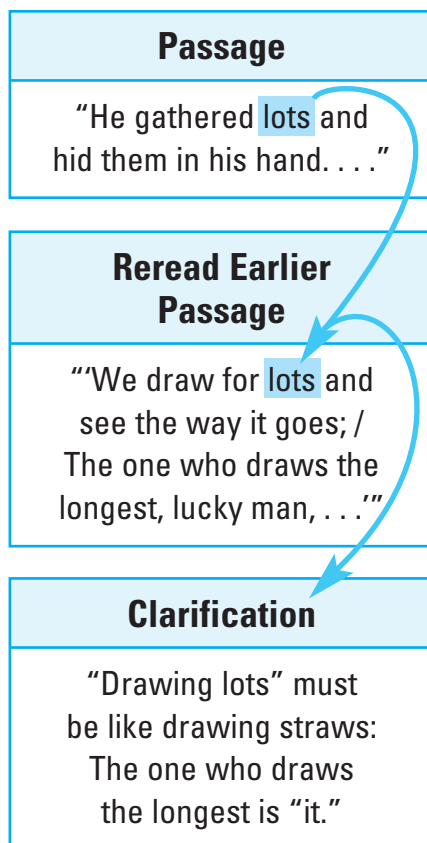 Passage
“He gathered lots and
hid them in his hand. . . .”
Reread Earlier
Passage
“‘We draw for lots and
see the way it goes; /
The one who draws the
longest, lucky man, . . .’”
Clarification
“Drawing lots” must
be like drawing straws:
The one who draws
the longest is “it.”